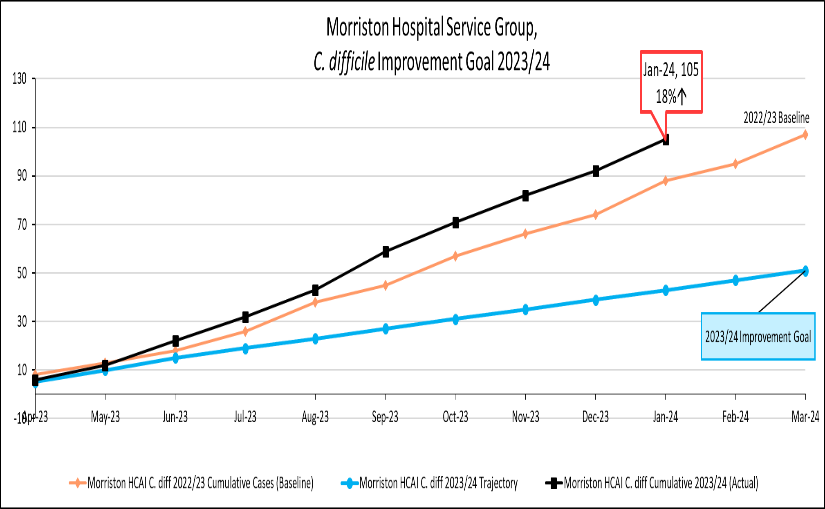 Morriston Hospital Service Group,
C. difficile Improvement Goal 2023/24
Jan-24, 105
18%↑
2022/23 Baseline
130
110
90
70
50
30
10
-10
2023/24 Improvement Goal
Apr-23 May-23 Jun-23 Jul-23 Aug-23 Sep-23 Oct-23 Nov-23 Dec-23 Jan-24 Feb-24 Mar-24
Morriston HCAI C. diff 2022/23 Cumulative Cases (Baseline) Morriston HCAI C. diff 2023/24 Trajectory Morriston HCAI C. diff Cumulative 2023/24 (Actual)